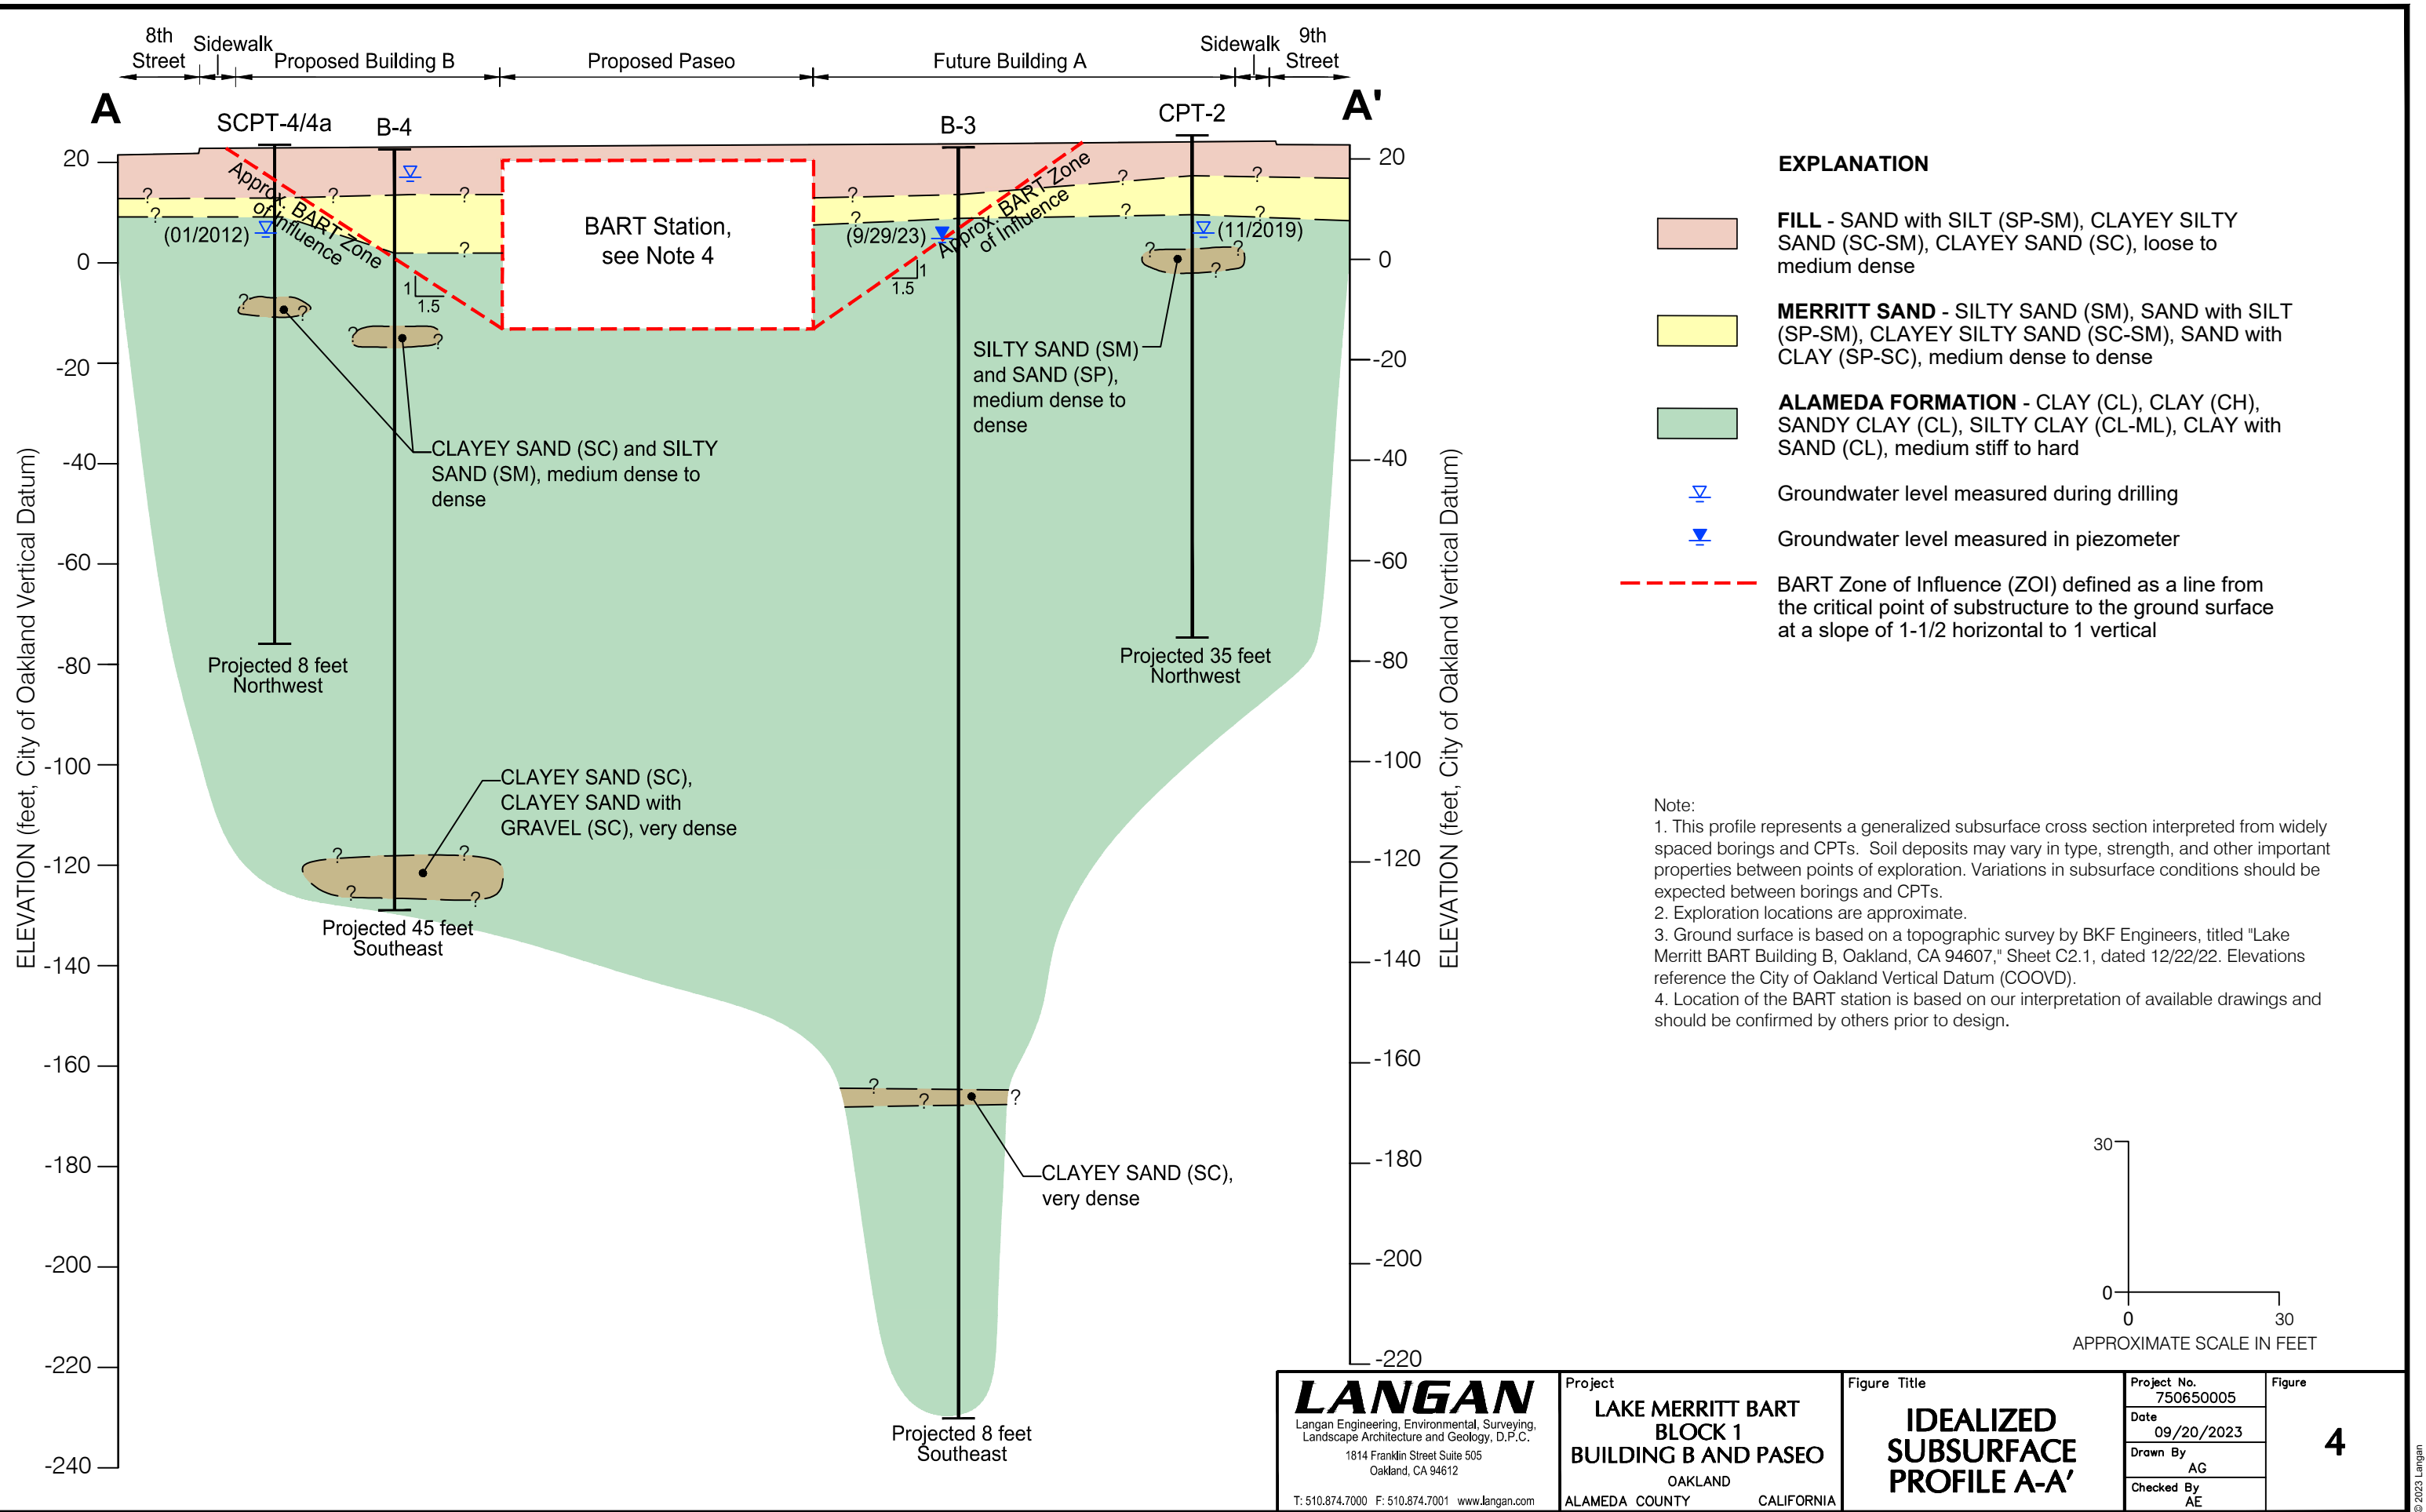 8th
Street
Sidewalk
Proposed Building B
Proposed Paseo
Future Building A
Sidewalk
9th
Street
A
A'
SCPT-4/4a
B-4
B-3
CPT-2
20
0
-20
-40
-60
-80
-100
-120
-140
-160
-180
-200
-220
-240
ELEVATION (feet, City of Oakland Vertical Datum)
20
0
-20
-40
-60
-80
-100
-120
-140
-160
-180
-200
-220
ELEVATION (feet, City of Oakland Vertical Datum)
? ? ? ? ?
? ? ? ? ?
Approx. BART Zone
of Influence
(01/2012)
1
1.5
BART Station,
see Note 4
(9/29/23)
Approx. BART Zone
of Influence
1
1.5
(11/2019)
? ? ?
? ?
? ?
SILTY SAND (SM)
and SAND (SP),
medium dense to
dense
CLAYEY SAND (SC) and SILTY
SAND (SM), medium dense to
dense
Projected 8 feet
Northwest
Projected 35 feet
Northwest
CLAYEY SAND (SC),
CLAYEY SAND with
GRAVEL (SC), very dense
? ?
? ?
Projected 45 feet
Southeast
? ? ?
CLAYEY SAND (SC),
very dense
Projected 8 feet
Southeast
EXPLANATION
FILL - SAND with SILT (SP-SM), CLAYEY SILTY
SAND (SC-SM), CLAYEY SAND (SC), loose to
medium dense
MERRITT SAND - SILTY SAND (SM), SAND with SILT
(SP-SM), CLAYEY SILTY SAND (SC-SM), SAND with
CLAY (SP-SC), medium dense to dense
ALAMEDA FORMATION - CLAY (CL), CLAY (CH),
SANDY CLAY (CL), SILTY CLAY (CL-ML), CLAY with
SAND (CL), medium stiff to hard
Groundwater level measured during drilling
Groundwater level measured in piezometer
BART Zone of Influence (ZOI) defined as a line from
the critical point of substructure to the ground surface
at a slope of 1-1/2 horizontal to 1 vertical
Note:
1. This profile represents a generalized subsurface cross section interpreted from widely
spaced borings and CPTs. Soil deposits may vary in type, strength, and other important
properties between points of exploration. Variations in subsurface conditions should be
expected between borings and CPTs.
2. Exploration locations are approximate.
3. Ground surface is based on a topographic survey by BKF Engineers, titled "Lake
Merritt BART Building B, Oakland, CA 94607," Sheet C2.1, dated 12/22/22. Elevations
reference the City of Oakland Vertical Datum (COOVD).
4. Location of the BART station is based on our interpretation of available drawings and
should be confirmed by others prior to design.
30
0
0
30
APPROXIMATE SCALE IN FEET
LANGAN
Langan Engineering, Environmental, Surveying,
Landscape Architecture and Geology, D.P.C.
1814 Franklin Street Suite 505
Oakland, CA 94612
T: 510.874.7000 F: 510.874.7001 www.langan.com
Project
LAKE MERRITT BART
BLOCK 1
BUILDING B AND PASEO
OAKLAND
ALAMEDA COUNTY CALIFORNIA
Figure Title
IDEALIZED
SUBSURFACE
PROFILE A-A'
Project No.
750650005
Date
09/20/2023
Drawn By
AG
Checked By
AE
Figure
4
© 2023 Langan